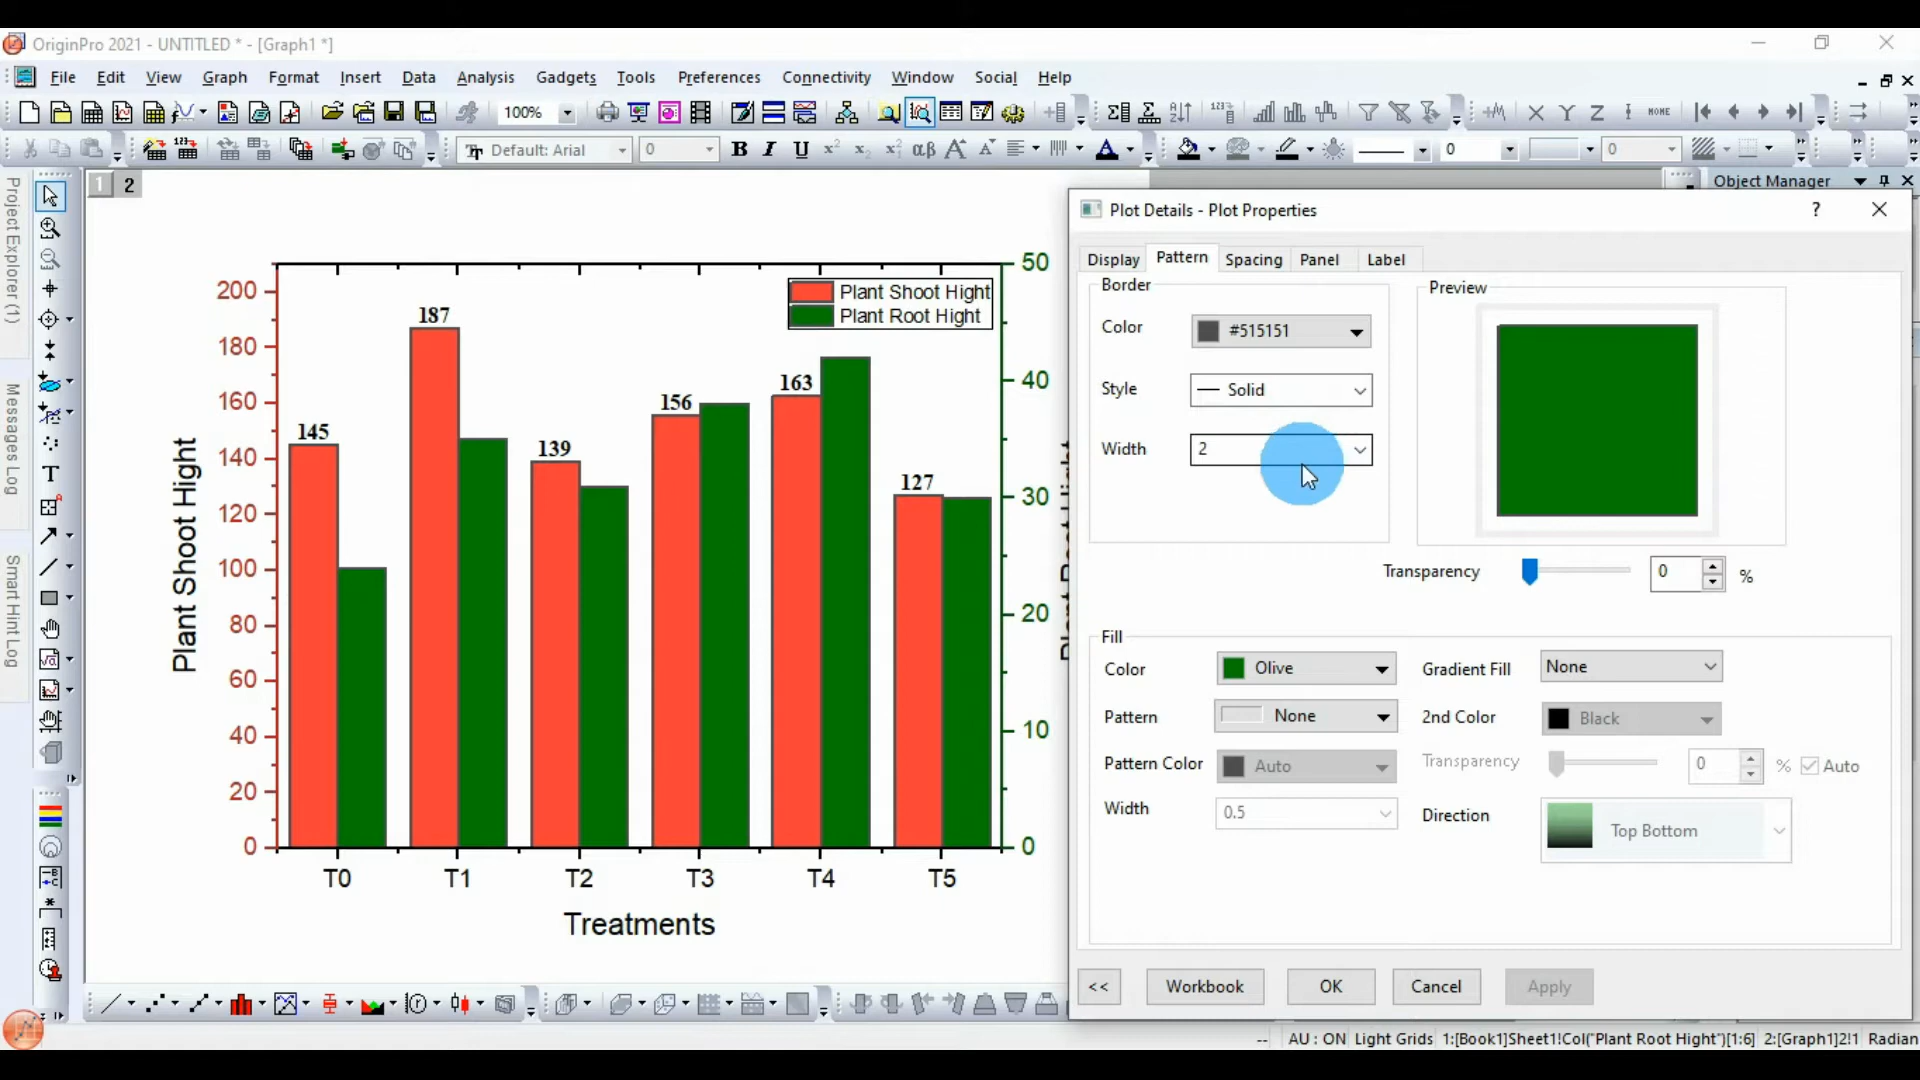 OriginPro 2021 - UNTITLED * - [Graph1 *]
File Edit View Graph Format Insert Data Analysis Gadgets Tools Preferences Connectivity Window Social Help
100%
HOME
Default: Arial 0 B I U αβ A A A 0 0
Project Explorer (1)
Messages Log
Smart Hint Log
1 2
Object Manager
Plant Shoot Hight
200
180
160
140
120
100
80
60
40
20
0
145
187
139
156
163
127
Plant Shoot Hight
Plant Root Hight
50
40
30
20
10
0
T0 T1 T2 T3 T4 T5
Treatments
Plot Details - Plot Properties
? ×
Display Pattern Spacing Panel Label
Border
Color #515151
Style Solid
Width 2
Preview
Transparency 0 %
Fill
Color Olive
Pattern None
Pattern Color Auto
Width 0.5
Gradient Fill None
2nd Color Black
Transparency 0 % Auto
Direction Top Bottom
<< Workbook OK Cancel Apply
-- AU : ON Light Grids 1:[Book1]Sheet1!Col("Plant Root Hight")[1:6] 2:[Graph1]2!1 Radian